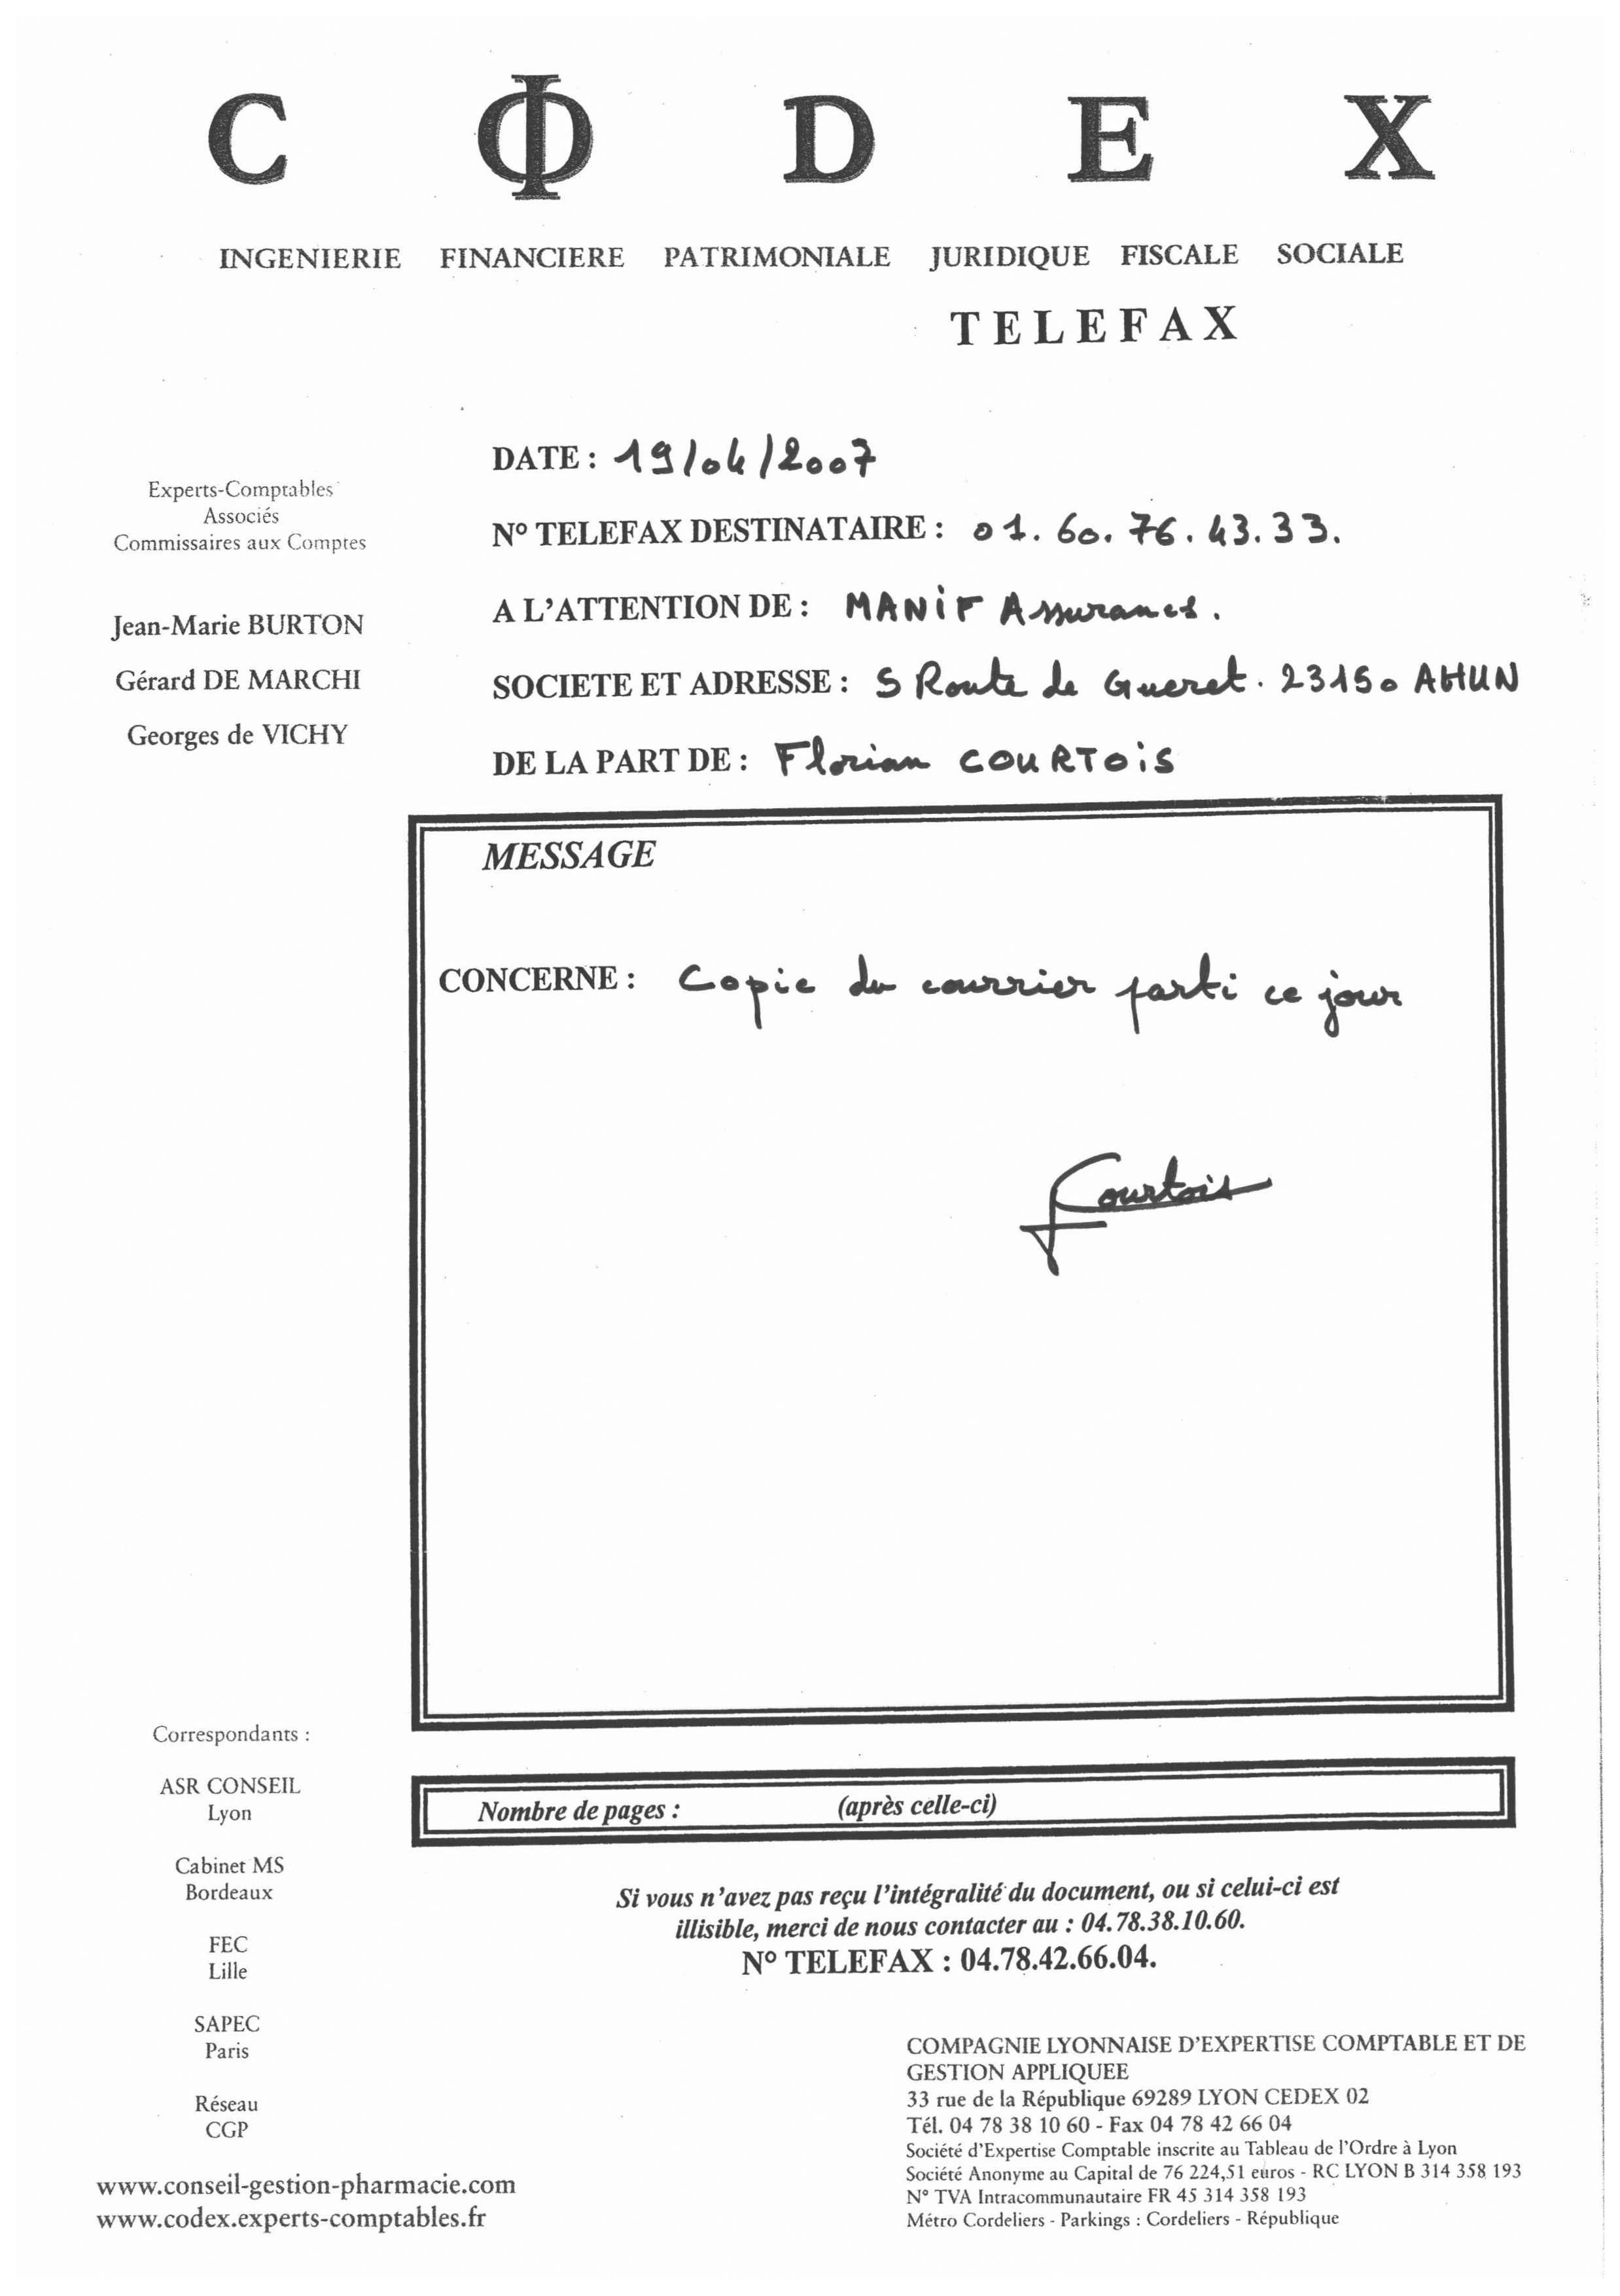 CΦDEX
INGENIERIE FINANCIERE PATRIMONIALE JURIDIQUE FISCALE SOCIALE
TELEFAX
Experts-Comptables
Associés
Commissaires aux Comptes
Jean-Marie BURTON
Gérard DE MARCHI
Georges de VICHY
DATE : 19/04/2007
N° TELEFAX DESTINATAIRE : 01.60.76.43.33.
A L'ATTENTION DE : MANiF Assurances.
SOCIETE ET ADRESSE : 5 Route de Gueret. 23150 AHUN
DE LA PART DE : Florian COURTOiS
MESSAGE
CONCERNE : Copie du courrier parti ce jour
Courtois
Nombre de pages : (après celle-ci)
Si vous n'avez pas reçu l'intégralité du document, ou si celui-ci est
illisible, merci de nous contacter au : 04.78.38.10.60.
N° TELEFAX : 04.78.42.66.04.
Correspondants :
ASR CONSEIL
Lyon
Cabinet MS
Bordeaux
FEC
Lille
SAPEC
Paris
Réseau
CGP
www.conseil-gestion-pharmacie.com
www.codex.experts-comptables.fr
COMPAGNIE LYONNAISE D'EXPERTISE COMPTABLE ET DE
GESTION APPLIQUEE
33 rue de la République 69289 LYON CEDEX 02
Tél. 04 78 38 10 60 - Fax 04 78 42 66 04
Société d'Expertise Comptable inscrite au Tableau de l'Ordre à Lyon
Société Anonyme au Capital de 76 224,51 euros - RC LYON B 314 358 193
N° TVA Intracommunautaire FR 45 314 358 193
Métro Cordeliers - Parkings : Cordeliers - République